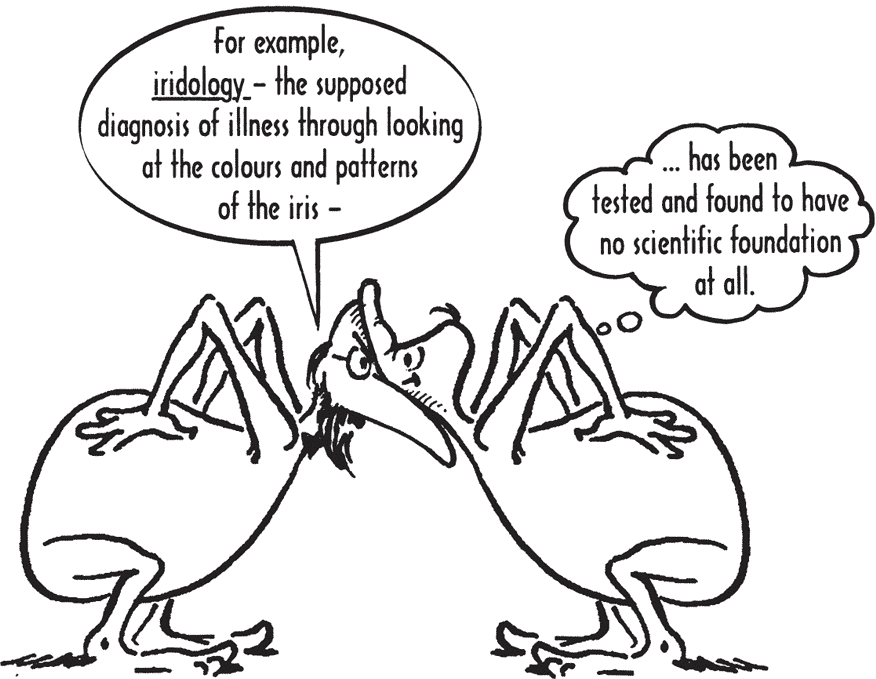 For example,
iridology – the supposed
diagnosis of illness through looking
at the colours and patterns
of the iris –
... has been
tested and found to have
no scientific foundation
at all.